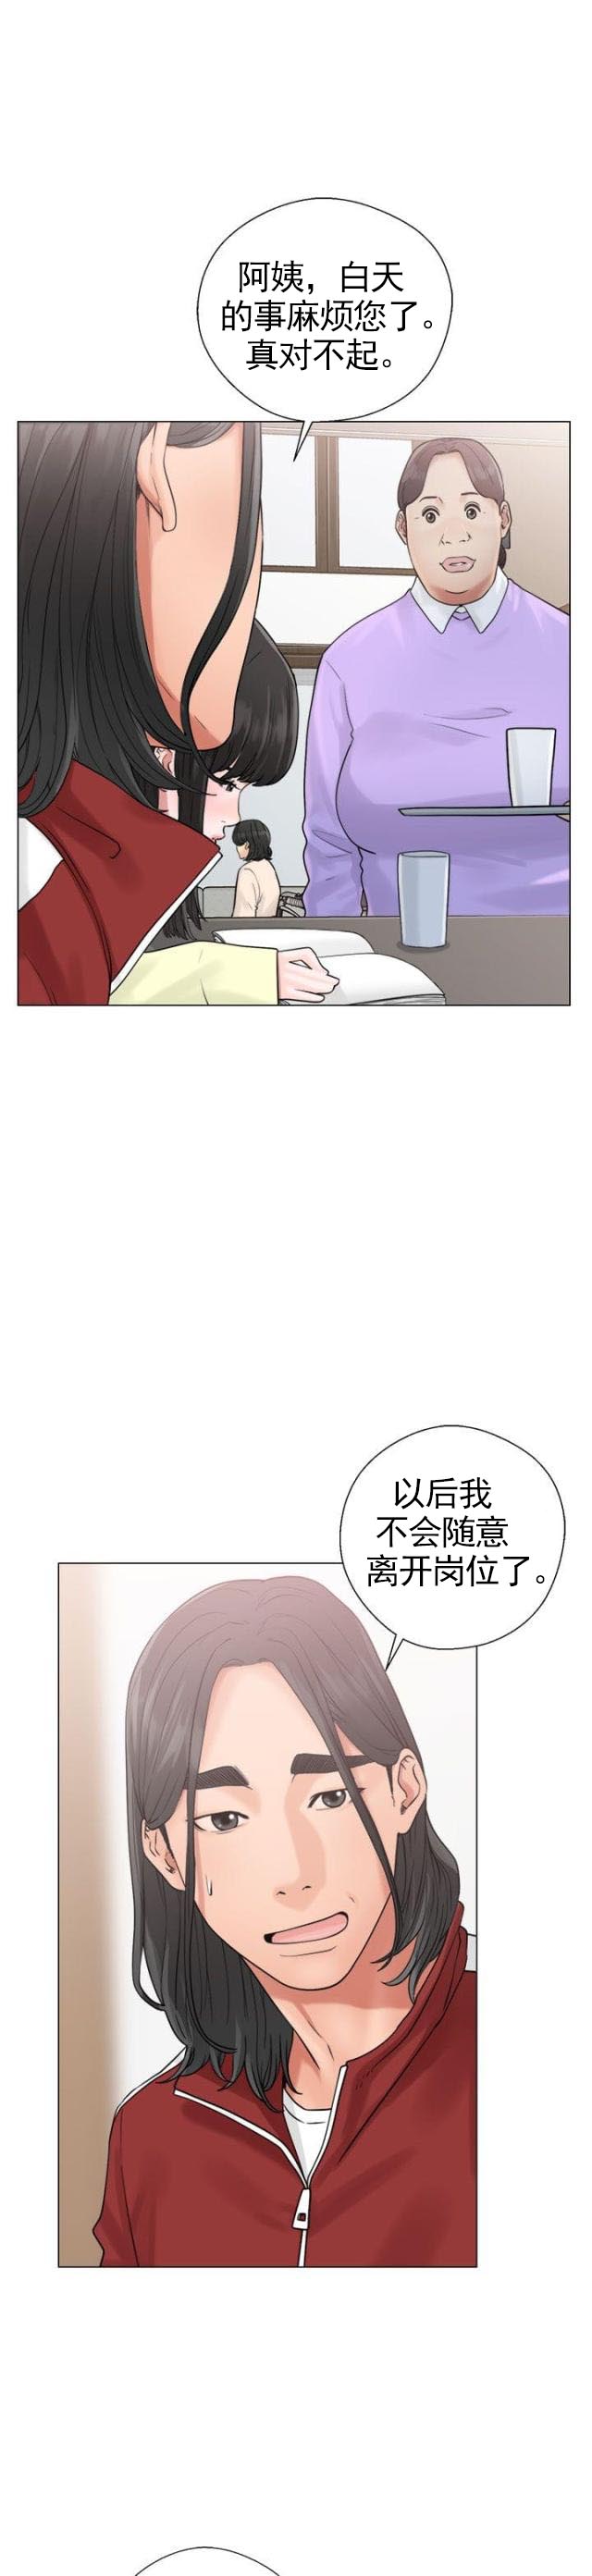 阿姨，白天
的事麻烦您了。
真对不起。
以后我
不会随意
离开岗位了。